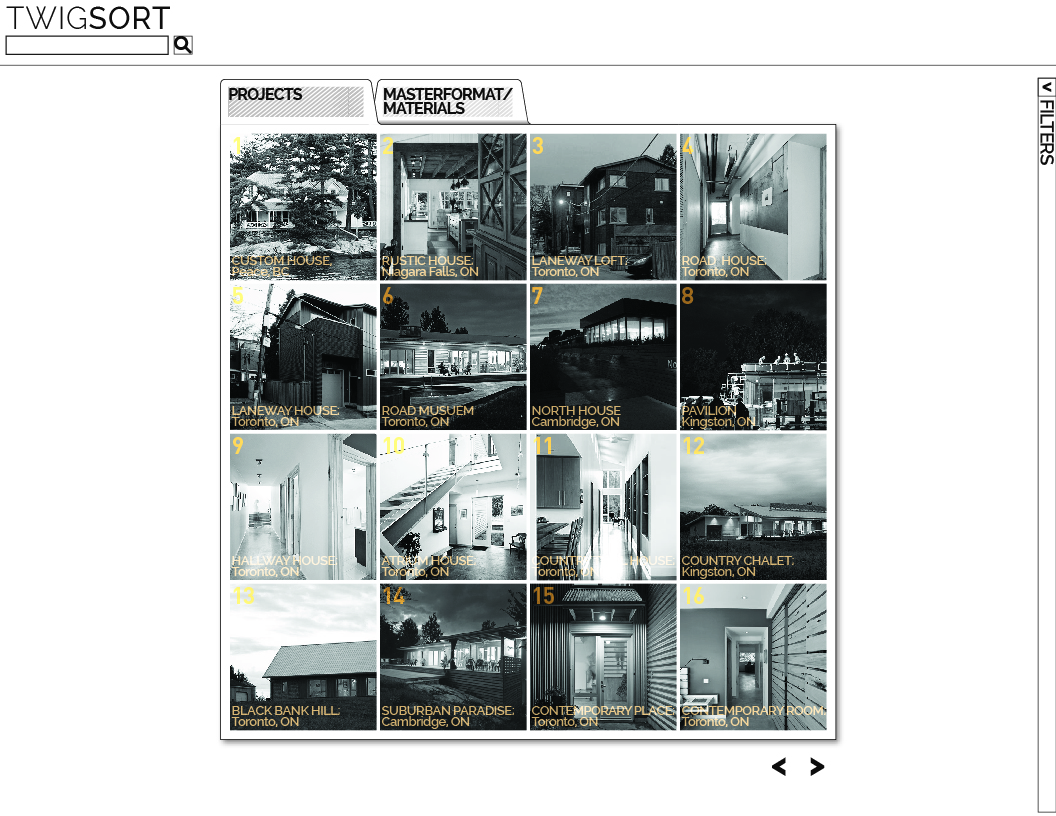 TWIGSORT
PROJECTS
MASTERFORMAT/
MATERIALS
< FILTERS
1
CUSTOM HOUSE,
Peace, BC
2
RUSTIC HOUSE;
Niagara Falls, ON
3
LANEWAY LOFT;
Toronto, ON
4
ROAD HOUSE;
Toronto, ON
5
LANEWAY HOUSE;
Toronto, ON
6
ROAD MUSUEM
Toronto, ON
7
NORTH HOUSE
Cambridge, ON
No
8
PAVILION
Kingston, ON
9
HALLWAY HOUSE;
Toronto, ON
10
ATRIUM HOUSE;
Toronto, ON
11
COUNTRY HOUSE;
Toronto, ON
12
COUNTRY CHALET;
Kingston, ON
13
BLACK BANK HILL;
Toronto, ON
14
SUBURBAN PARADISE;
Cambridge, ON
15
CONTEMPORARY PLACE;
Toronto, ON
16
CONTEMPORARY ROOM;
Toronto, ON
< >